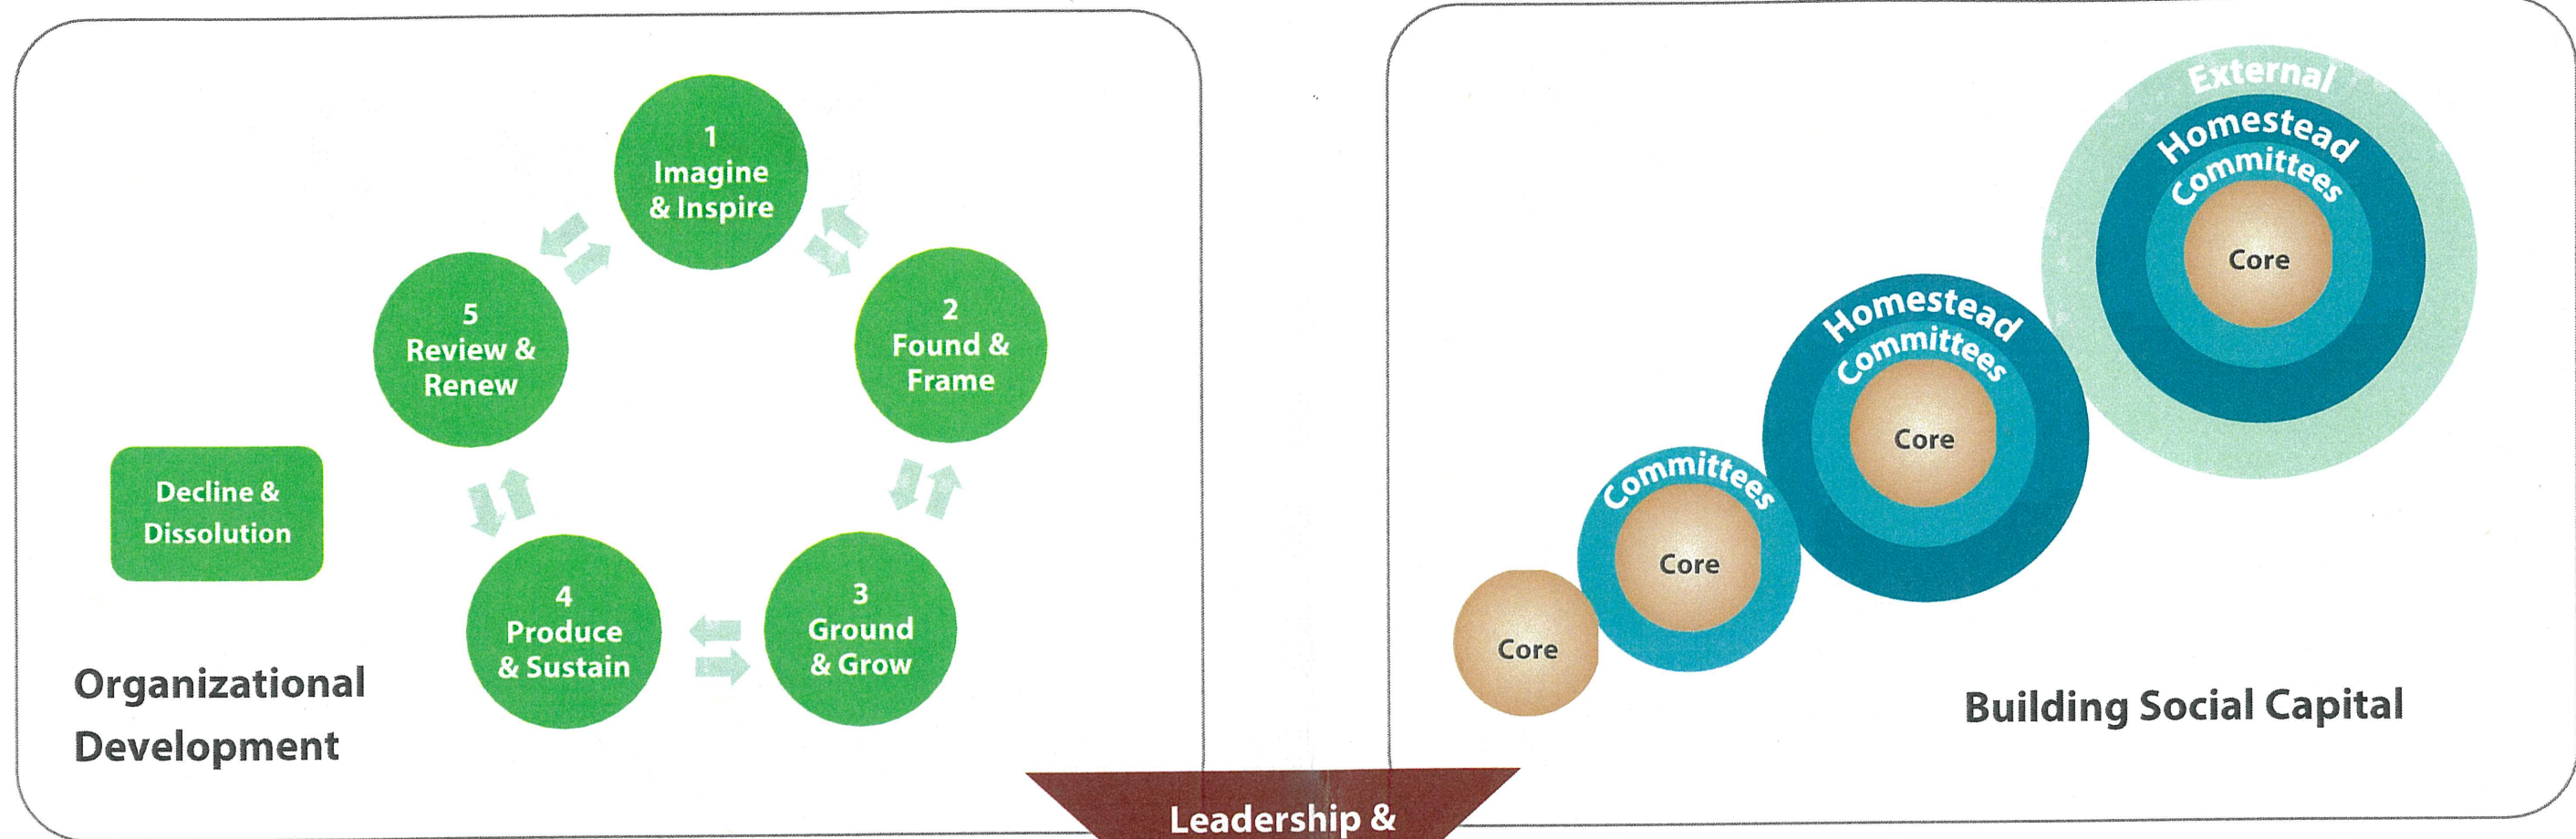 1
Imagine
& Inspire
2
Found &
Frame
3
Ground
& Grow
4
Produce
& Sustain
5
Review &
Renew
Decline &
Dissolution
Organizational
Development
Core
Committees
Core
Homestead
Committees
Core
External
Homestead
Committees
Core
Building Social Capital
Leadership &